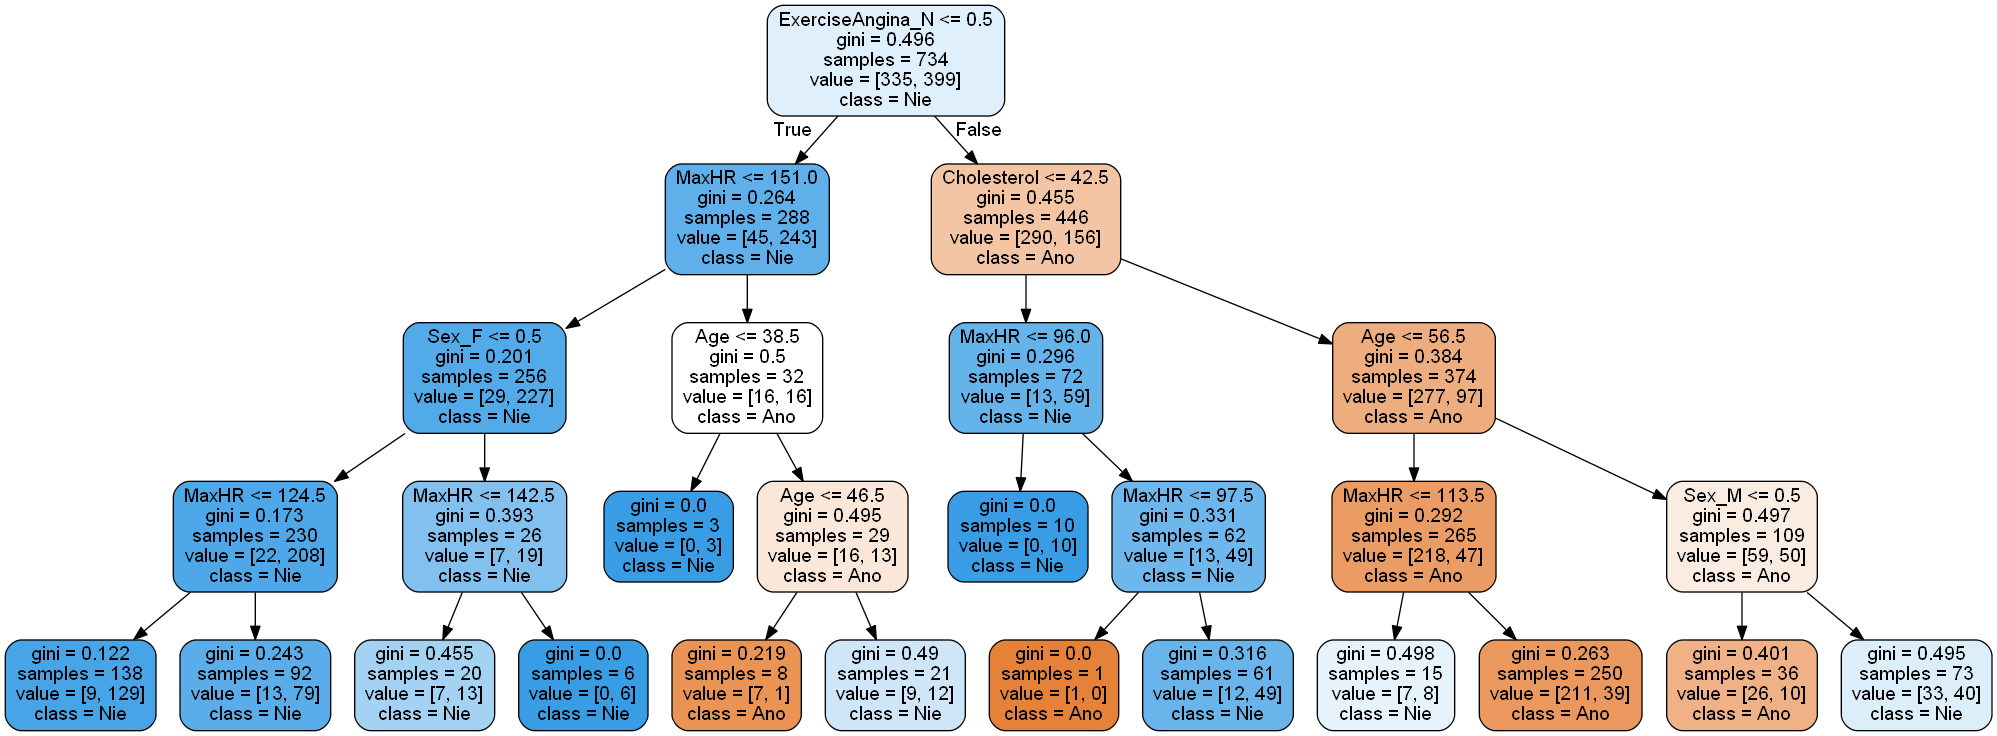 ExerciseAngina_N <= 0.5
gini = 0.496
samples = 734
value = [335, 399]
class = Nie
True
False
MaxHR <= 151.0
gini = 0.264
samples = 288
value = [45, 243]
class = Nie
Cholesterol <= 42.5
gini = 0.455
samples = 446
value = [290, 156]
class = Ano
Sex_F <= 0.5
gini = 0.201
samples = 256
value = [29, 227]
class = Nie
Age <= 38.5
gini = 0.5
samples = 32
value = [16, 16]
class = Ano
MaxHR <= 96.0
gini = 0.296
samples = 72
value = [13, 59]
class = Nie
Age <= 56.5
gini = 0.384
samples = 374
value = [277, 97]
class = Ano
MaxHR <= 124.5
gini = 0.173
samples = 230
value = [22, 208]
class = Nie
MaxHR <= 142.5
gini = 0.393
samples = 26
value = [7, 19]
class = Nie
gini = 0.0
samples = 3
value = [0, 3]
class = Nie
Age <= 46.5
gini = 0.495
samples = 29
value = [16, 13]
class = Ano
gini = 0.0
samples = 10
value = [0, 10]
class = Nie
MaxHR <= 97.5
gini = 0.331
samples = 62
value = [13, 49]
class = Nie
MaxHR <= 113.5
gini = 0.292
samples = 265
value = [218, 47]
class = Ano
Sex_M <= 0.5
gini = 0.497
samples = 109
value = [59, 50]
class = Ano
gini = 0.122
samples = 138
value = [9, 129]
class = Nie
gini = 0.243
samples = 92
value = [13, 79]
class = Nie
gini = 0.455
samples = 20
value = [7, 13]
class = Nie
gini = 0.0
samples = 6
value = [0, 6]
class = Nie
gini = 0.219
samples = 8
value = [7, 1]
class = Ano
gini = 0.49
samples = 21
value = [9, 12]
class = Nie
gini = 0.0
samples = 1
value = [1, 0]
class = Ano
gini = 0.316
samples = 61
value = [12, 49]
class = Nie
gini = 0.498
samples = 15
value = [7, 8]
class = Nie
gini = 0.263
samples = 250
value = [211, 39]
class = Ano
gini = 0.401
samples = 36
value = [26, 10]
class = Ano
gini = 0.495
samples = 73
value = [33, 40]
class = Nie